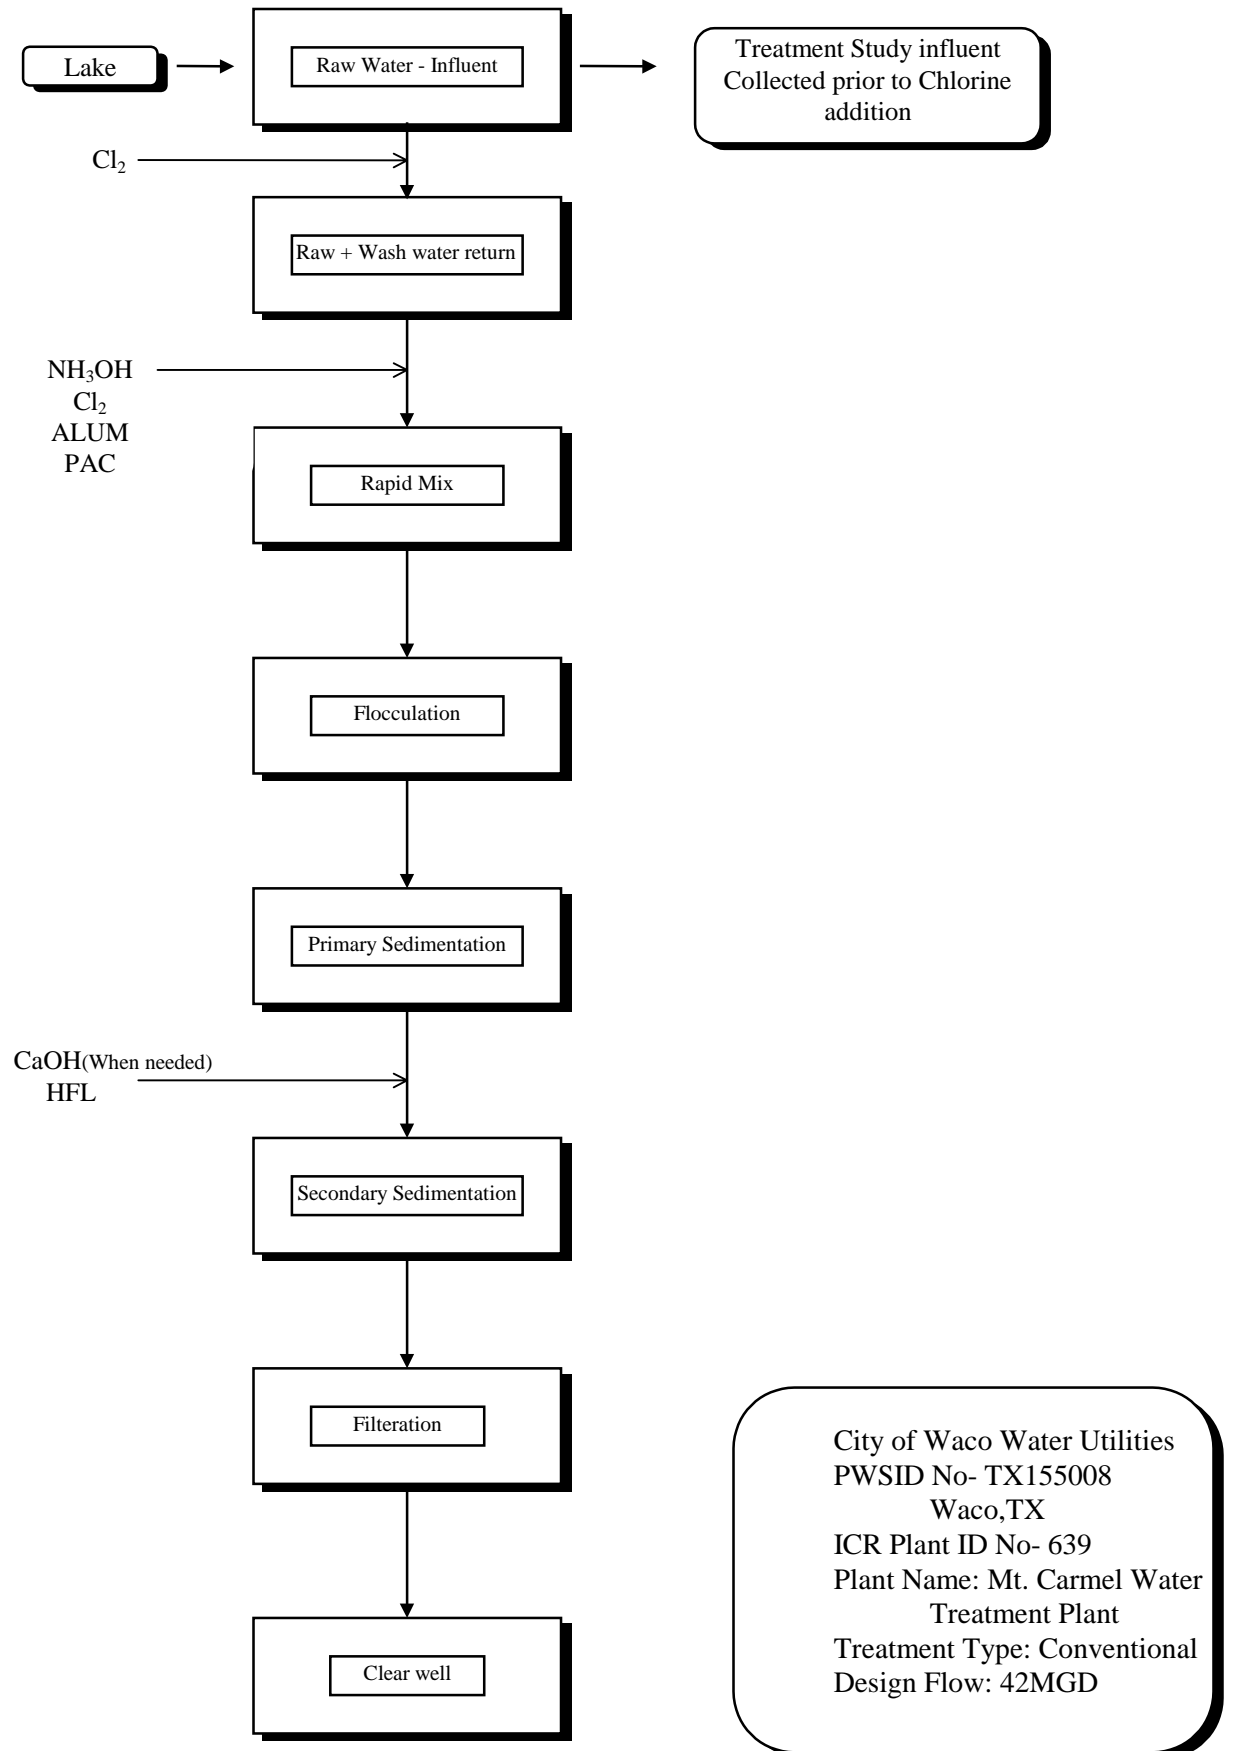 Lake
Raw Water - Influent
Treatment Study influent
Collected prior to Chlorine
addition
Cl₂
Raw + Wash water return
NH₃OH
Cl₂
ALUM
PAC
Rapid Mix
Flocculation
Primary Sedimentation
CaOH(When needed)
HFL
Secondary Sedimentation
Filteration
Clear well
City of Waco Water Utilities
PWSID No- TX155008
Waco,TX
ICR Plant ID No- 639
Plant Name: Mt. Carmel Water
Treatment Plant
Treatment Type: Conventional
Design Flow: 42MGD